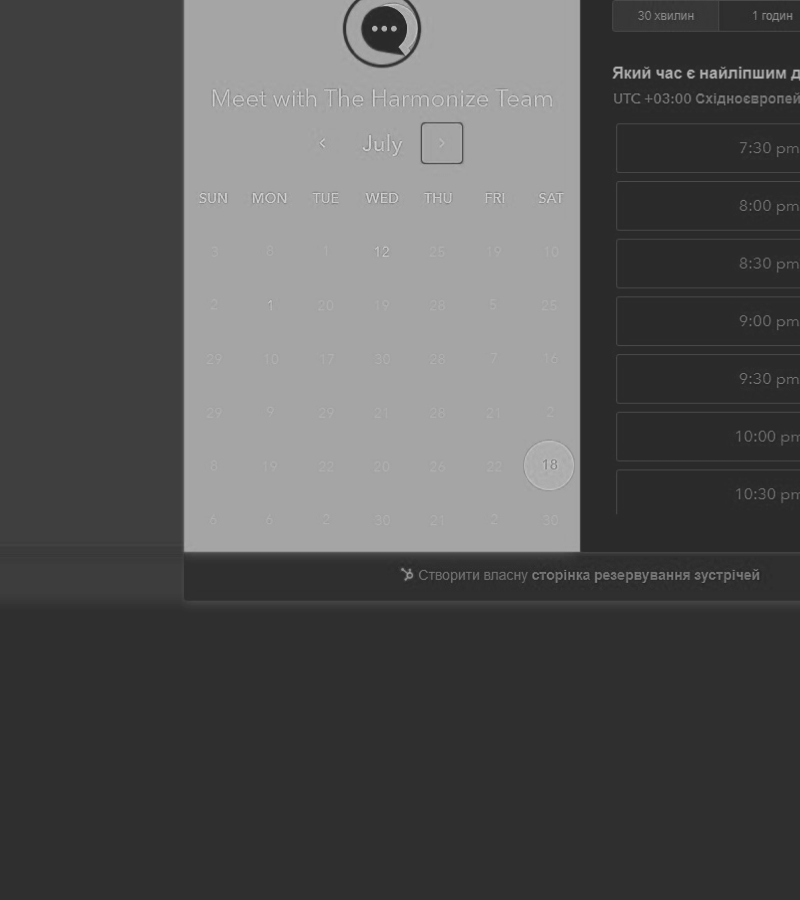 30 хвилин 1 годин
Який час є найліпшим д
UTC +03:00 Східноєвропей
Meet with The Harmonize Team
July
SUN MON TUE WED THU FRI SAT
3 8 1 12 25 19 10
2 1 20 19 28 5 25
29 10 17 30 28 7 16
29 9 29 21 28 21 2
8 19 22 20 26 22 18
6 6 2 30 21 2 30
7:30 pm
8:00 pm
8:30 pm
9:00 pm
9:30 pm
10:00 pm
10:30 pm
Створити власну сторінка резервування зустрічей